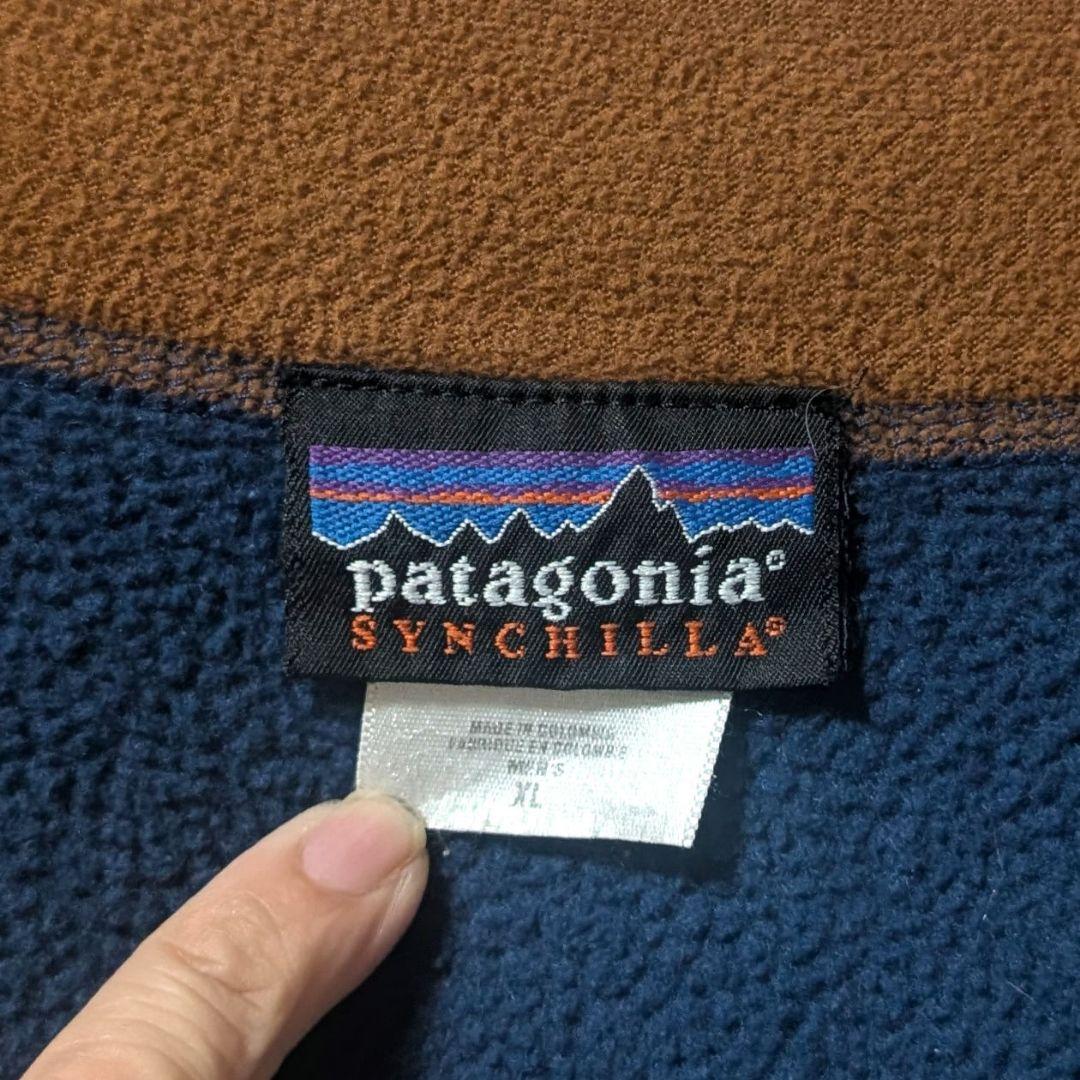 patagonia®
SYNCHILLA®
MADE IN COLOMBIA
FABRIQUE EN COLOMBIE
MEN'S
XL